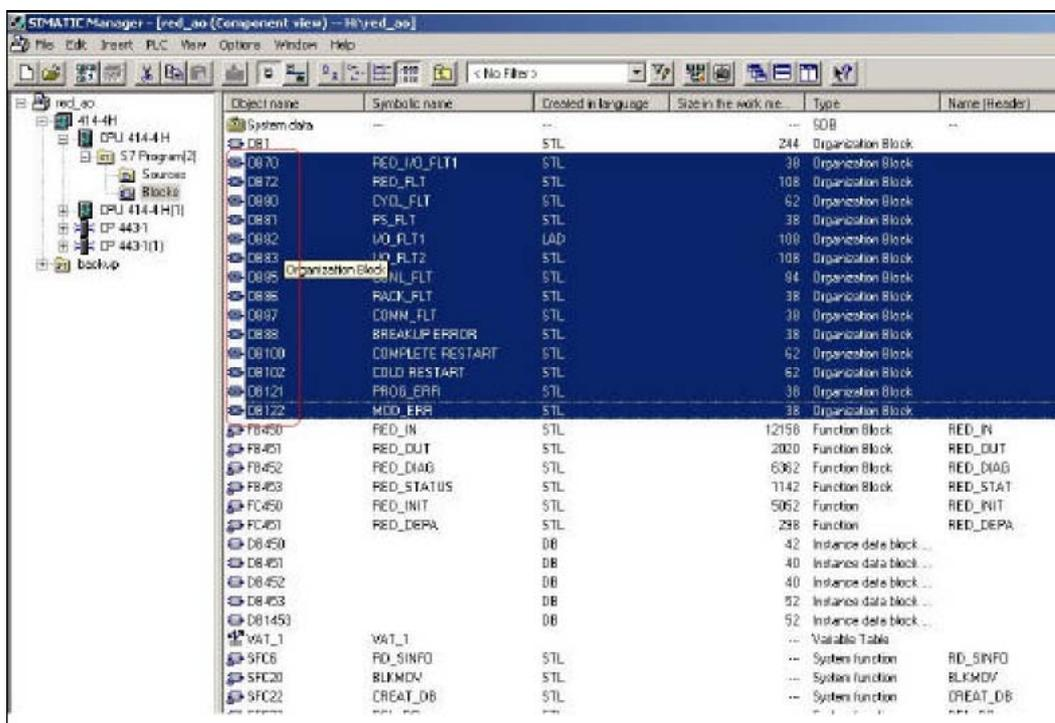 SIMATIC Manager - [red_ao (Component view) -- H:\red_ao]
File Edit Insert PLC View Options Window Help
< No Filter >
red_ao
414-4H
CPU 414-4 H
S7 Program(2)
Sources
Blocks
CPU 414-4 H(1)
CP 443-1
CP 443-1(1)
backup
Object name Symbolic name Created in language Size in the work me... Type Name (Header)
System data --- --- --- SDB ---
OB1 STL 244 Organization Block
OB70 RED_I/O_FLT1 STL 38 Organization Block
OB72 RED_FLT STL 108 Organization Block
OB80 CYCL_FLT STL 62 Organization Block
OB81 PS_FLT STL 38 Organization Block
OB82 I/O_FLT1 LAD 108 Organization Block
OB83 I/O_FLT2 STL 108 Organization Block
OB85 STL 94 Organization Block
Organization Block
OB86 RACK_FLT STL 38 Organization Block
OB87 COMM_FLT STL 38 Organization Block
OB88 BREAKUP ERROR STL 38 Organization Block
OB100 COMPLETE RESTART STL 62 Organization Block
OB102 COLD RESTART STL 62 Organization Block
OB121 PROG_ERR STL 38 Organization Block
OB122 MOD_ERR STL 38 Organization Block
FB450 RED_IN STL 12158 Function Block RED_IN
FB451 RED_OUT STL 2020 Function Block RED_OUT
FB452 RED_DIAG STL 6362 Function Block RED_DIAG
FB453 RED_STATUS STL 1142 Function Block RED_STAT
FC450 RED_INIT STL 5052 Function RED_INIT
FC451 RED_DEPA STL 298 Function RED_DEPA
DB450 DB 42 Instance data block ...
DB451 DB 40 Instance data block ...
DB452 DB 40 Instance data block ...
DB453 DB 52 Instance data block ...
DB1453 DB 52 Instance data block ...
VAT_1 VAT_1 --- Variable Table
SFC6 RD_SINFO STL --- System function RD_SINFO
SFC20 BLKMOV STL --- System function BLKMOV
SFC22 CREAT_DB STL --- System function CREAT_DB